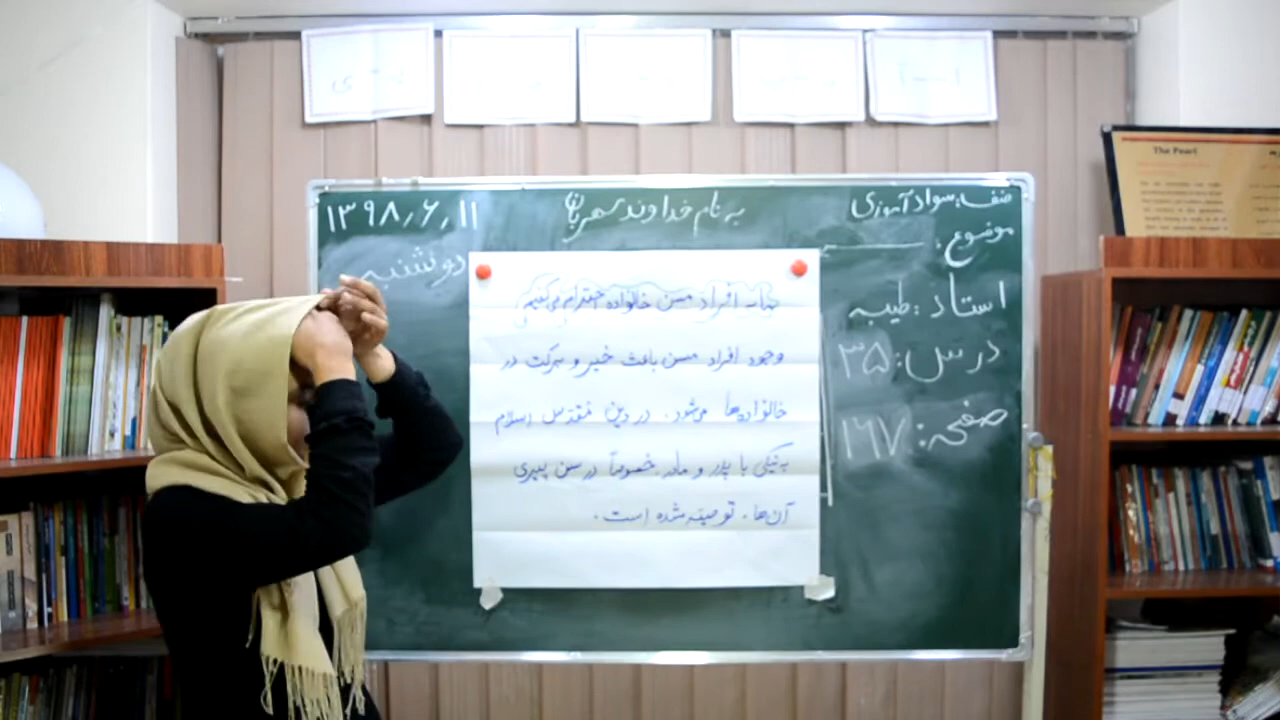 به نام خداوند مهربان
۱۳۹۸٫۶٫۱۱
دوشنبه
صنف: سواد آموزی
موضوع:
استاد: طیبه
درس: ۳۵
صفحه: ۱۶۷
افراد مسن خانواده احترام می‌کنیم
وجود افراد مسن باعث خیر و برکت در
خانواده‌ها می‌شود. در دین مقدس اسلام
به نیکی با پدر و مادر خصوصاً در سن پیری
آن‌ها، توصیه شده است.
The Pearl